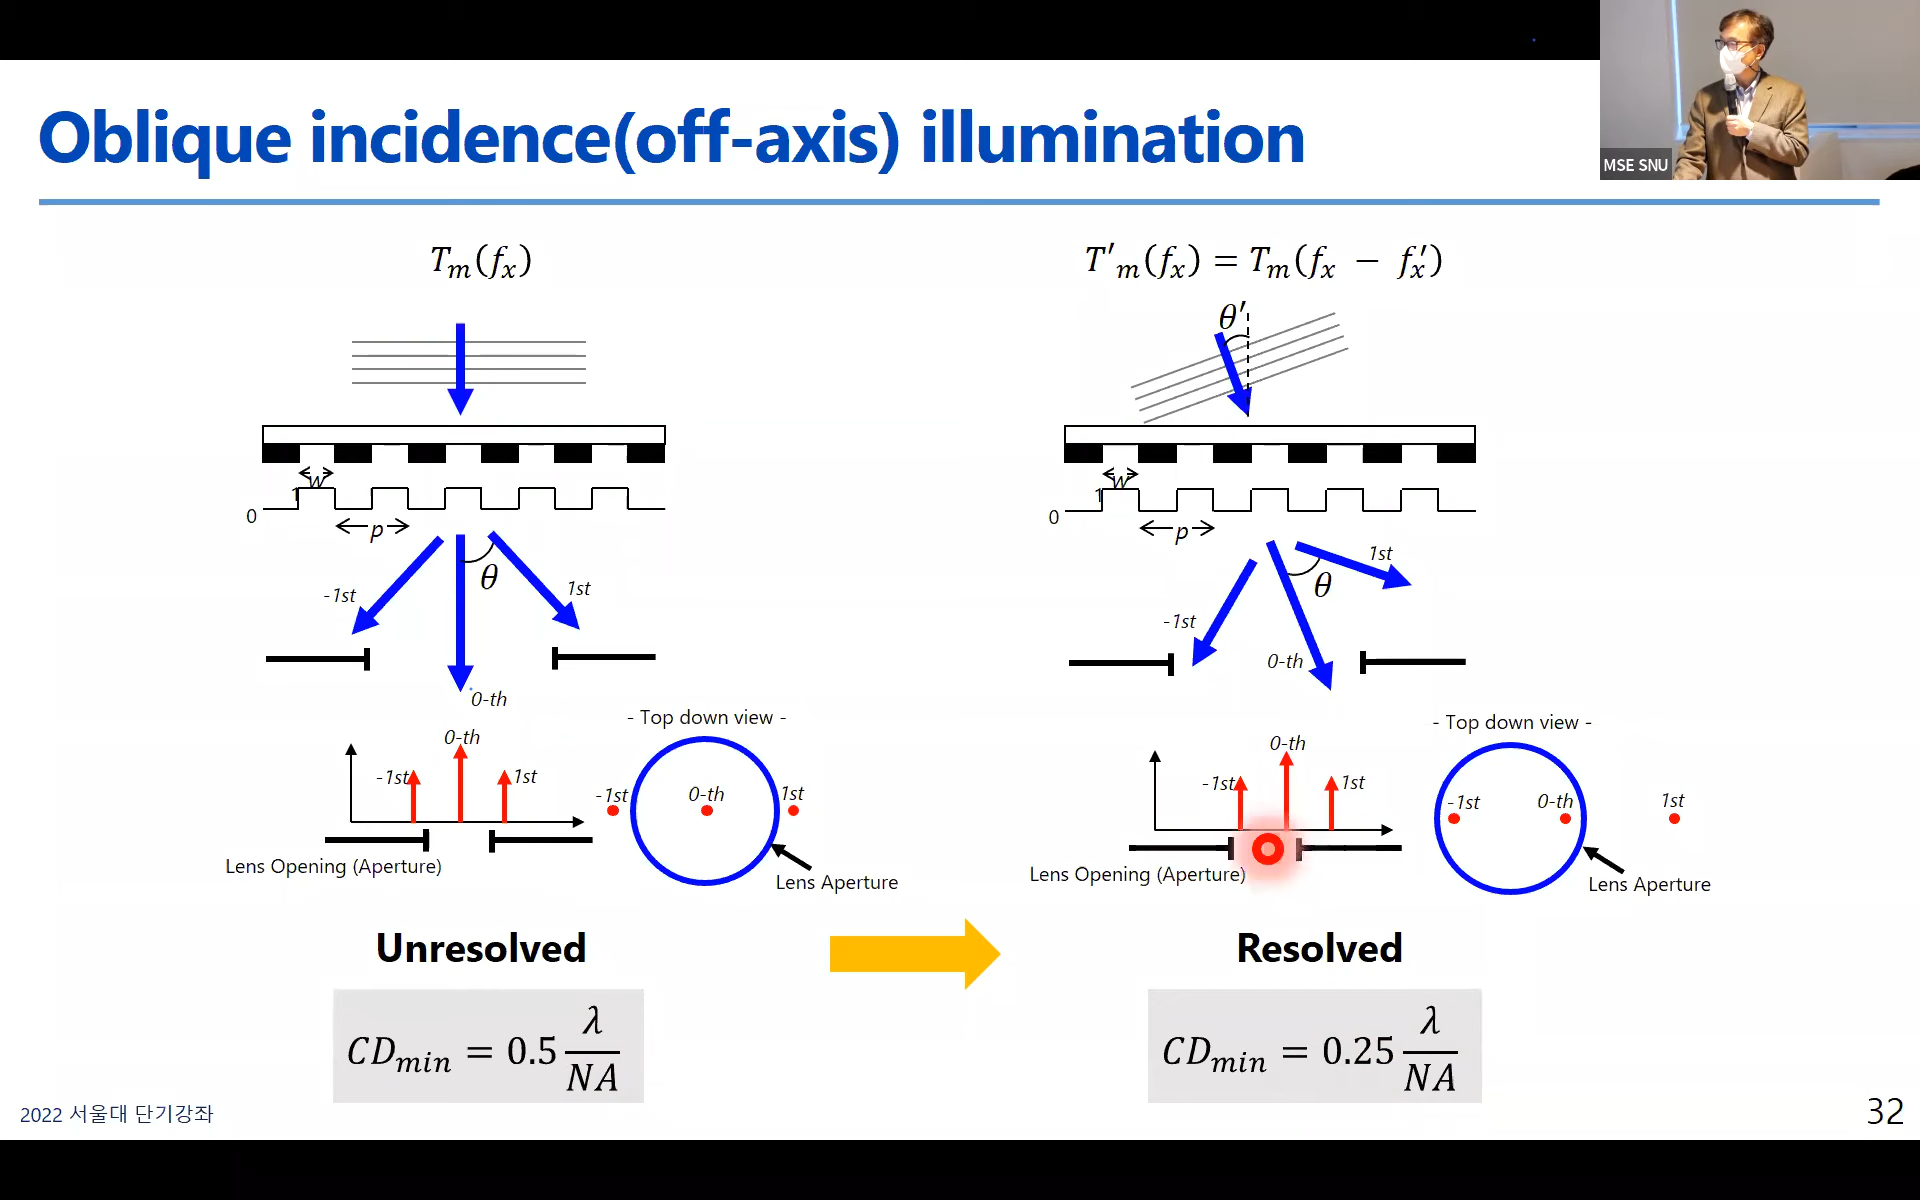 MSE SNU
Oblique incidence(off-axis) illumination
Tₘ(fₓ)
w
1
0
p
θ
-1st
1st
0-th
0-th
-1st
1st
Lens Opening (Aperture)
- Top down view -
-1st
0-th
1st
Lens Aperture
Unresolved
CDₘᵢₙ = 0.5 λ/NA
T′ₘ(fₓ) = Tₘ(fₓ − fₓ′)
θ′
w
1
0
p
θ
1st
-1st
0-th
0-th
-1st
1st
Lens Opening (Aperture)
- Top down view -
-1st
0-th
1st
Lens Aperture
Resolved
CDₘᵢₙ = 0.25 λ/NA
2022 서울대 단기강좌
32